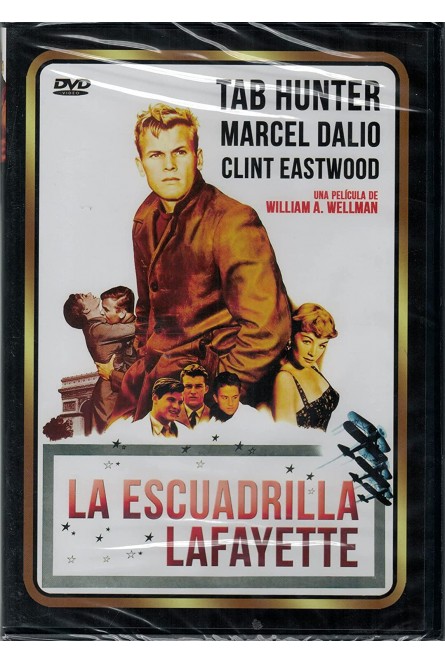 DVD
VIDEO
TAB HUNTER
MARCEL DALIO
CLINT EASTWOOD
UNA PELÍCULA DE
WILLIAM A. WELLMAN
LA ESCUADRILLA
LAFAYETTE